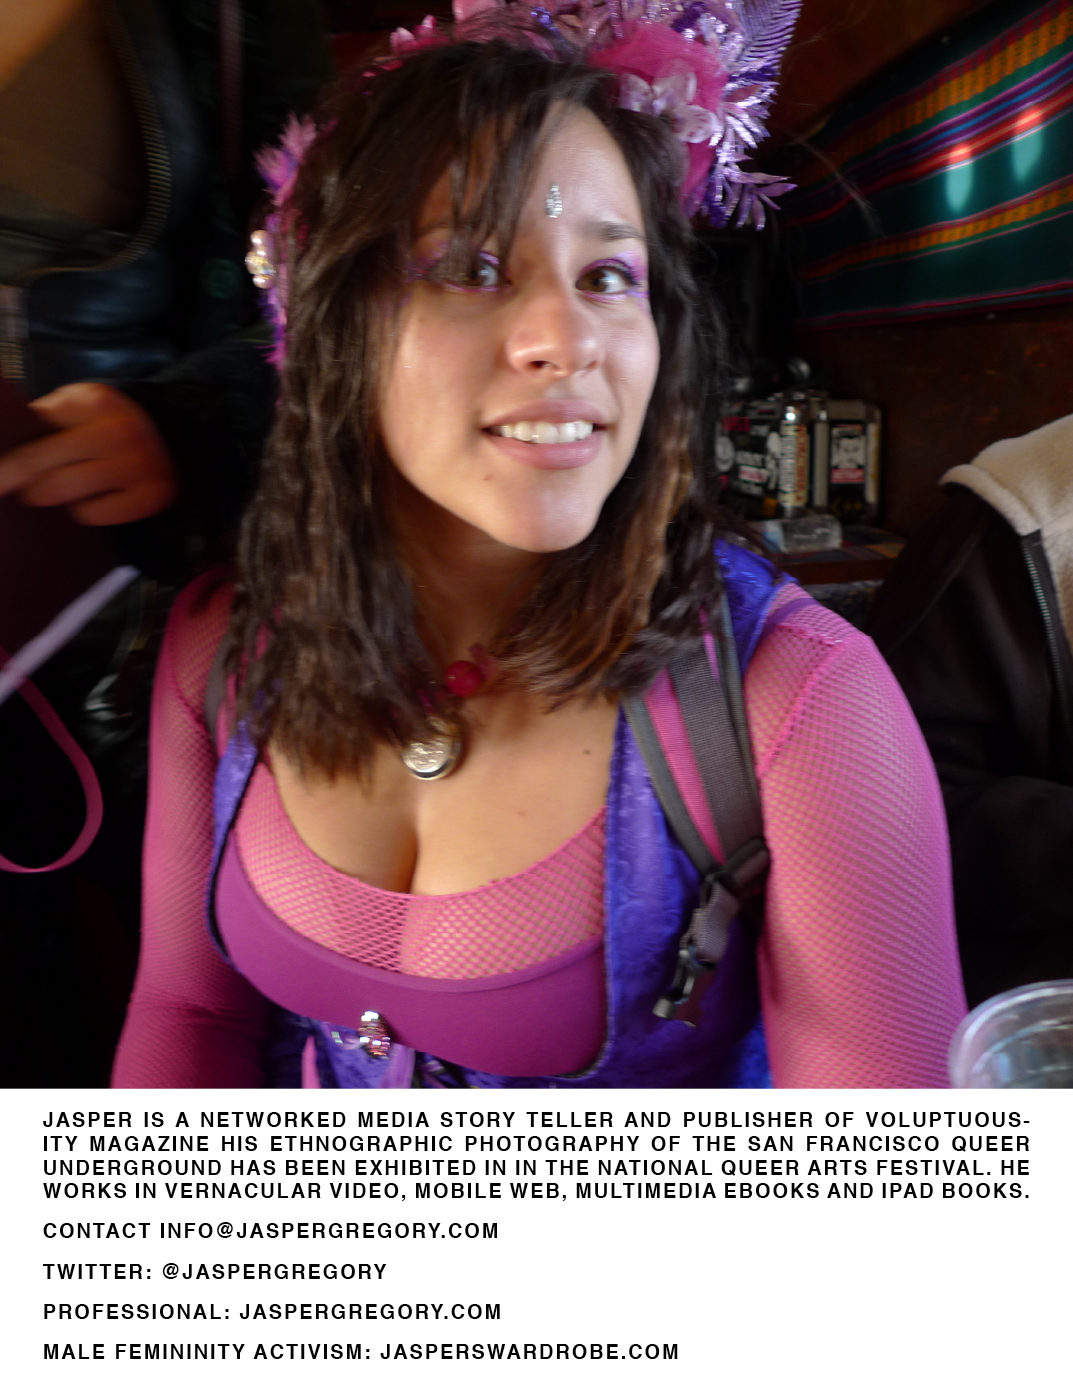 JASPER IS A NETWORKED MEDIA STORY TELLER AND PUBLISHER OF VOLUPTUOUS-
ITY MAGAZINE HIS ETHNOGRAPHIC PHOTOGRAPHY OF THE SAN FRANCISCO QUEER
UNDERGROUND HAS BEEN EXHIBITED IN IN THE NATIONAL QUEER ARTS FESTIVAL. HE
WORKS IN VERNACULAR VIDEO, MOBILE WEB, MULTIMEDIA EBOOKS AND IPAD BOOKS.
CONTACT INFO@JASPERGREGORY.COM
TWITTER: @JASPERGREGORY
PROFESSIONAL: JASPERGREGORY.COM
MALE FEMININITY ACTIVISM: JASPERSWARDROBE.COM